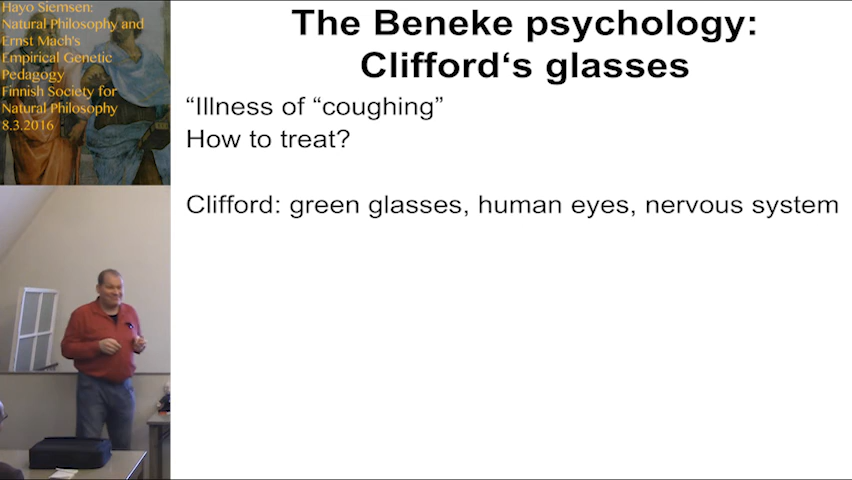 Hayo Siemsen:
Natural Philosophy and
Ernst Mach's
Empirical Genetic
Pedagogy
Finnish Society for
Natural Philosophy
8.3.2016
The Beneke psychology:
Clifford‘s glasses
“Illness of “coughing”
How to treat?
Clifford: green glasses, human eyes, nervous system